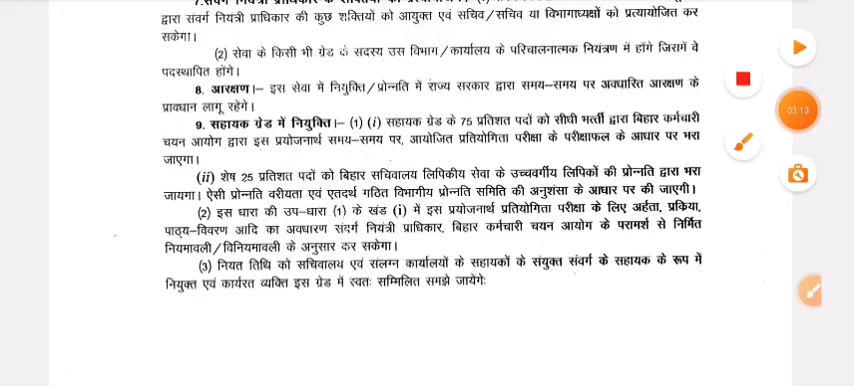 द्वारा संवर्ग नियंत्री प्राधिकार की कुछ शक्तियों को आयुक्त एवं सचिव/सचिव या विभागाध्यक्षों को प्रत्यायोजित कर
सकेगा।
(2) सेवा के किसी भी ग्रेड के सदस्य उस विभाग/कार्यालय के परिचालनात्मक नियंत्रण में होंगे जिसमें वे
पदस्थापित होंगे।
8. आरक्षण।– इस सेवा में नियुक्ति/प्रोन्नति में राज्य सरकार द्वारा समय–समय पर अवधारित आरक्षण के
प्रावधान लागू रहेंगे।
9. सहायक ग्रेड में नियुक्ति।– (1) (i) सहायक ग्रेड के 75 प्रतिशत पदों को सीधी भर्त्ती द्वारा बिहार कर्मचारी
चयन आयोग द्वारा इस प्रयोजनार्थ समय–समय पर, आयोजित प्रतियोगिता परीक्षा के परीक्षाफल के आधार पर भरा
जाएगा।
(ii) शेष 25 प्रतिशत पदों को बिहार सचिवालय लिपिकीय सेवा के उच्चवर्गीय लिपिकों की प्रोन्नति द्वारा भरा
जायगा। ऐसी प्रोन्नति वरीयता एवं एतदर्थ गठित विभागीय प्रोन्नति समिति की अनुशंसा के आधार पर की जाएगी।
(2) इस धारा की उप–धारा (1) के खंड (i) में इस प्रयोजनार्थ प्रतियोगिता परीक्षा के लिए अर्हता, प्रक्रिया,
पाठ्य–विवरण आदि का अवधारण संवर्ग नियंत्री प्राधिकार, बिहार कर्मचारी चयन आयोग के परामर्श से निर्मित
नियमावली/विनियमावली के अनुसार कर सकेगा।
(3) नियत तिथि को सचिवालय एवं संलग्न कार्यालयों के सहायकों के संयुक्त संवर्ग के सहायक के रूप में
नियुक्त एवं कार्यरत व्यक्ति इस ग्रेड में स्वतः सम्मिलित समझे जायेंगेः
03:13